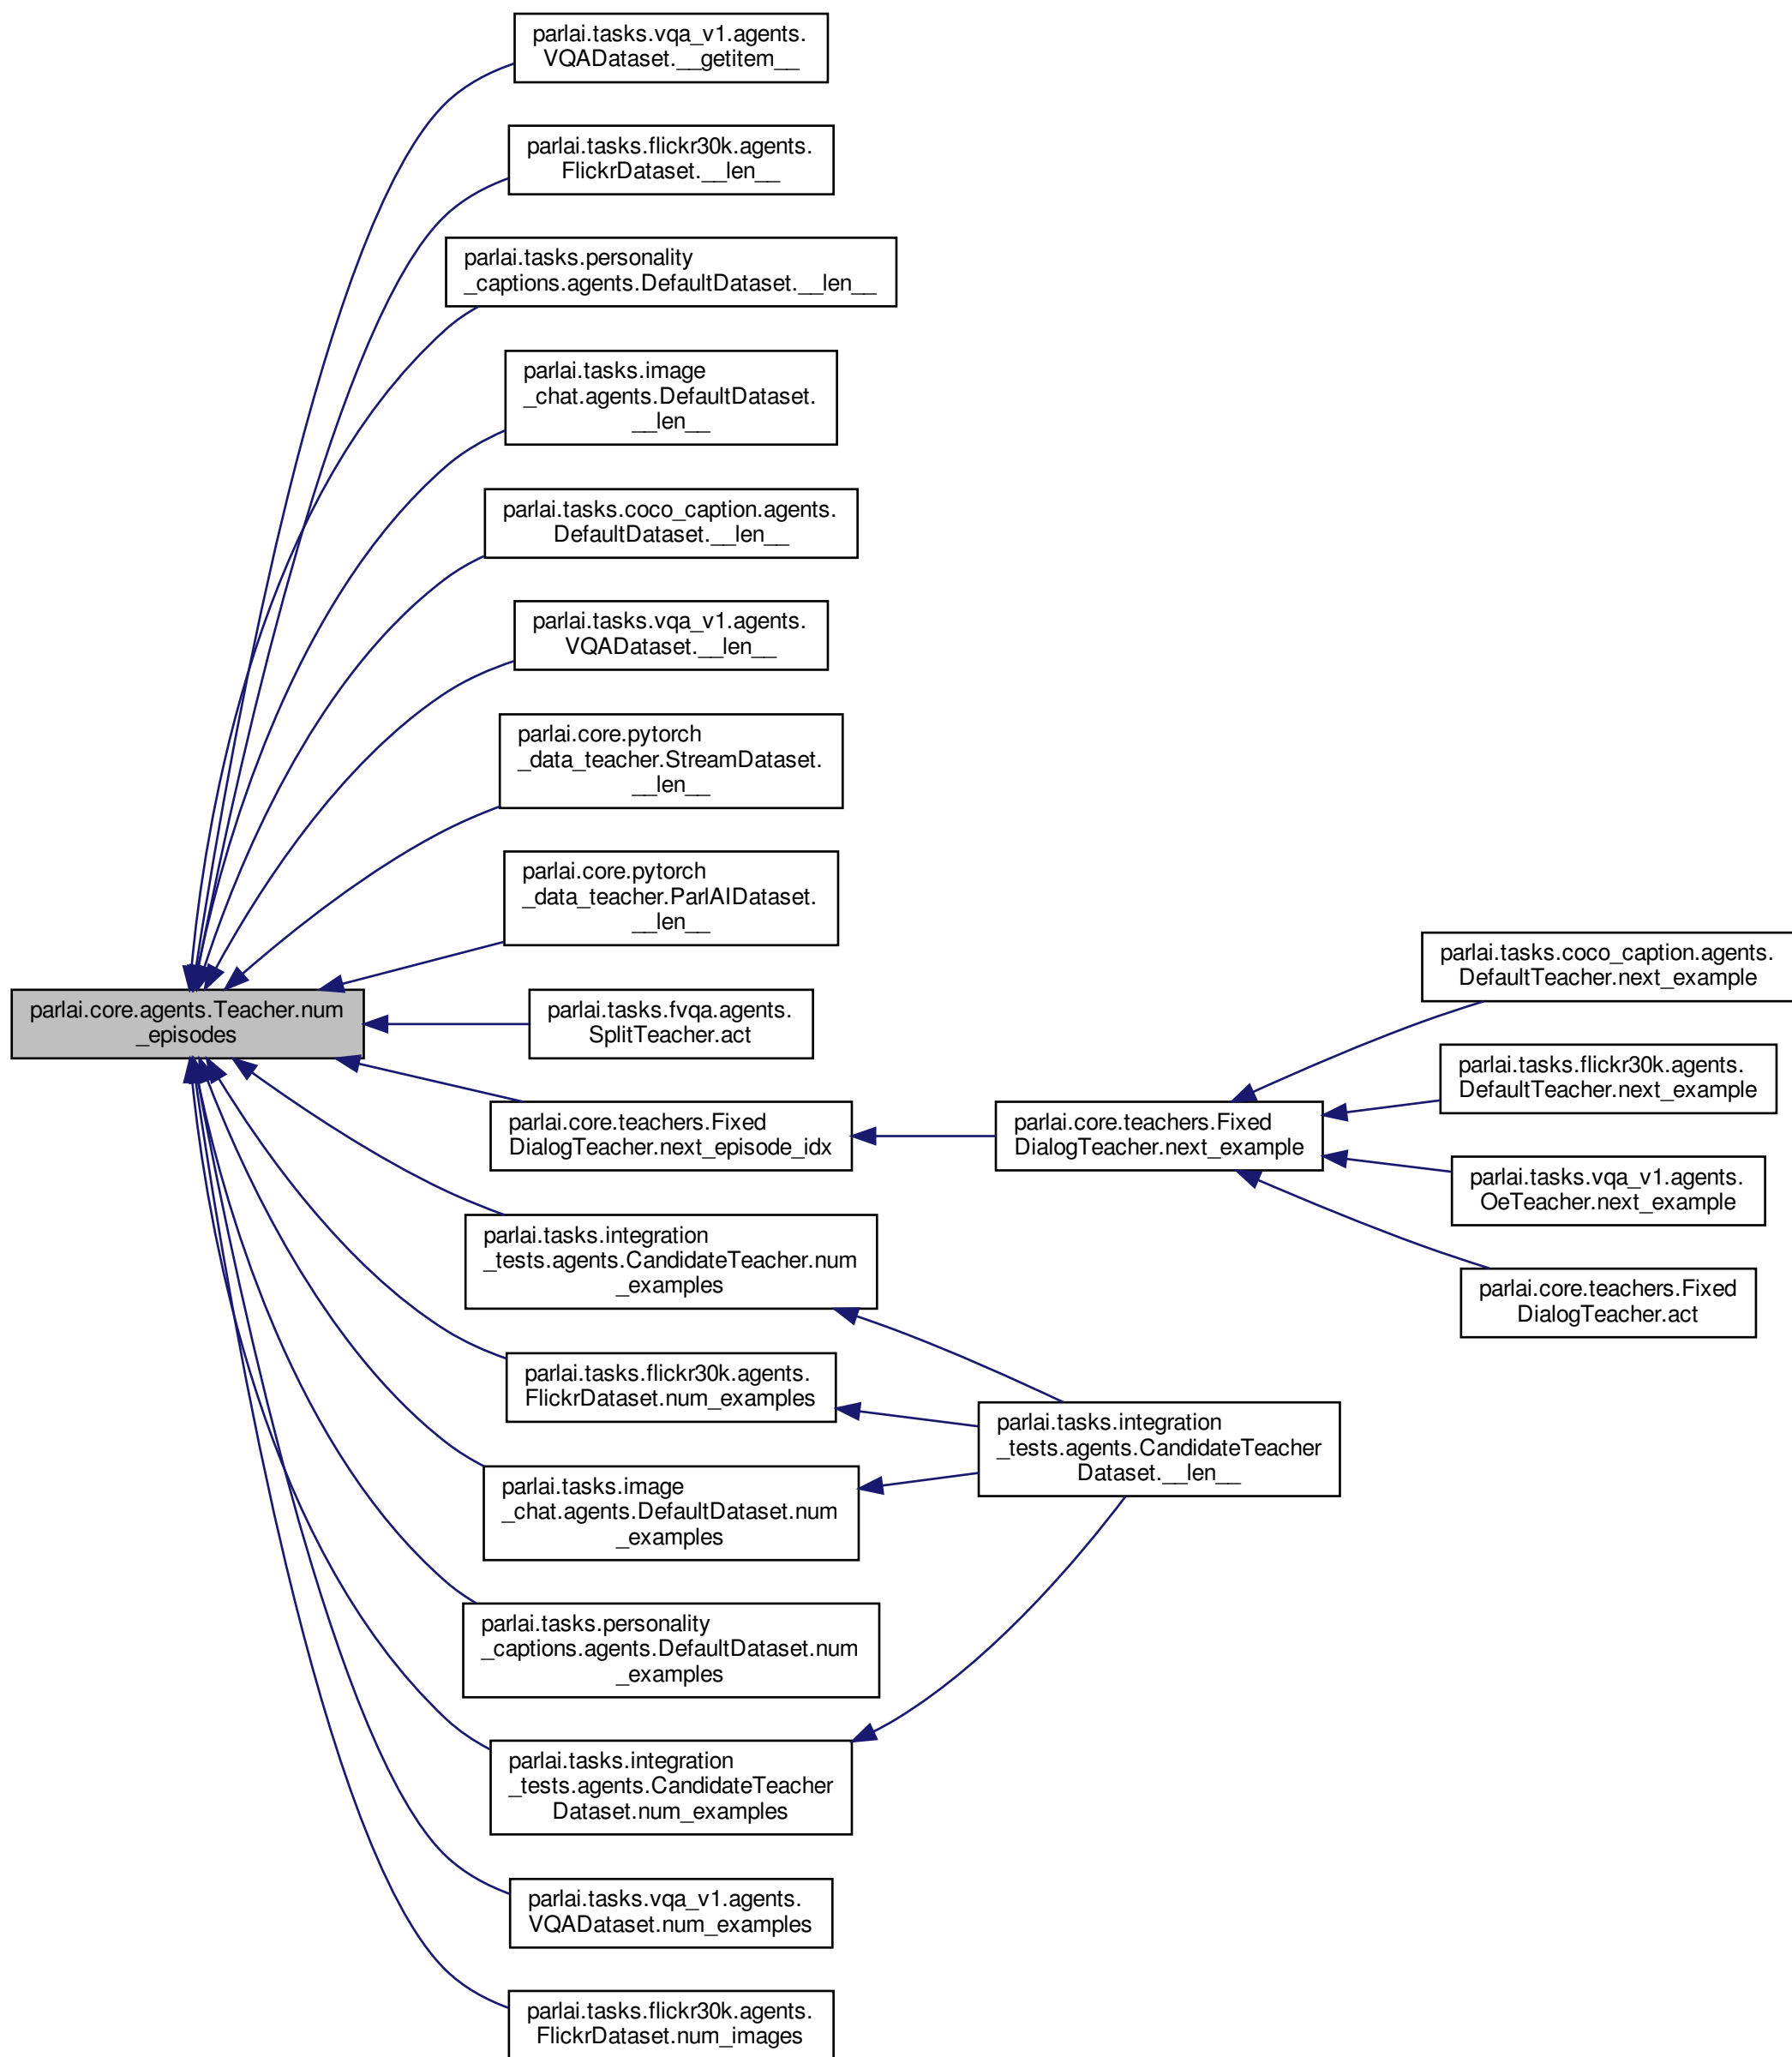 parlai.tasks.vqa_v1.agents.
VQADataset.__getitem__
parlai.tasks.flickr30k.agents.
FlickrDataset.__len__
parlai.tasks.personality
_captions.agents.DefaultDataset.__len__
parlai.tasks.image
_chat.agents.DefaultDataset.
__len__
parlai.tasks.coco_caption.agents.
DefaultDataset.__len__
parlai.tasks.vqa_v1.agents.
VQADataset.__len__
parlai.core.pytorch
_data_teacher.StreamDataset.
__len__
parlai.core.pytorch
_data_teacher.ParlAIDataset.
__len__
parlai.core.agents.Teacher.num
_episodes
parlai.tasks.fvqa.agents.
SplitTeacher.act
parlai.core.teachers.Fixed
DialogTeacher.next_episode_idx
parlai.core.teachers.Fixed
DialogTeacher.next_example
parlai.tasks.coco_caption.agents.
DefaultTeacher.next_example
parlai.tasks.flickr30k.agents.
DefaultTeacher.next_example
parlai.tasks.vqa_v1.agents.
OeTeacher.next_example
parlai.core.teachers.Fixed
DialogTeacher.act
parlai.tasks.integration
_tests.agents.CandidateTeacher.num
_examples
parlai.tasks.flickr30k.agents.
FlickrDataset.num_examples
parlai.tasks.integration
_tests.agents.CandidateTeacher
Dataset.__len__
parlai.tasks.image
_chat.agents.DefaultDataset.num
_examples
parlai.tasks.personality
_captions.agents.DefaultDataset.num
_examples
parlai.tasks.integration
_tests.agents.CandidateTeacher
Dataset.num_examples
parlai.tasks.vqa_v1.agents.
VQADataset.num_examples
parlai.tasks.flickr30k.agents.
FlickrDataset.num_images